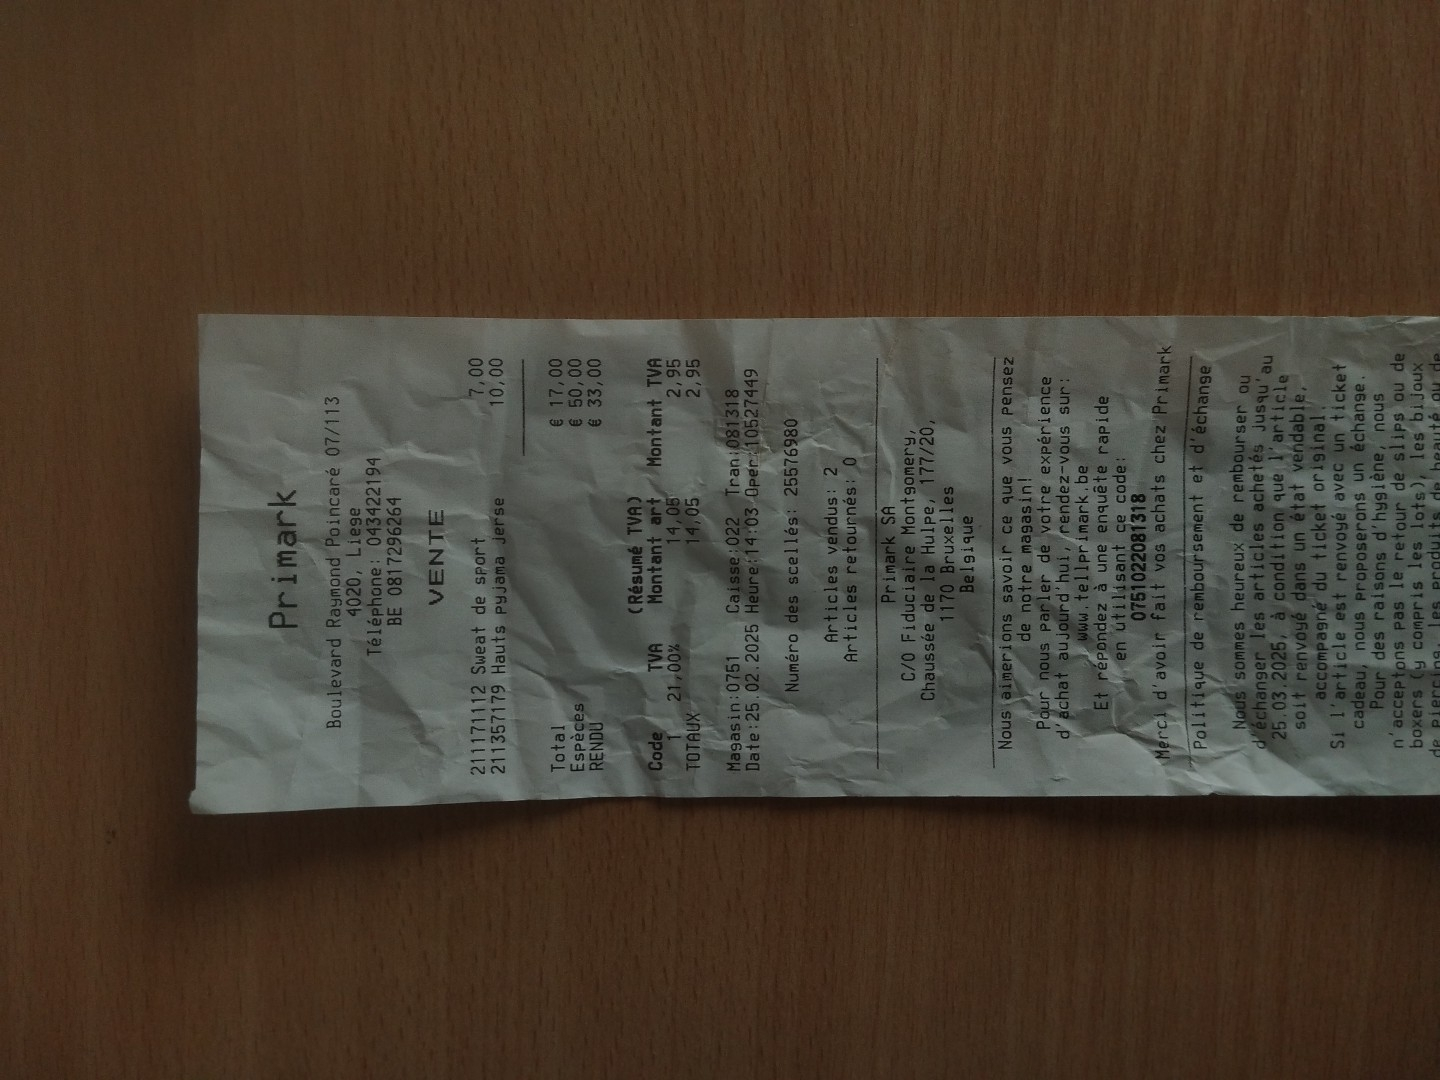 Primark
Boulevard Raymond Poincaré 07/113
4020, Liege
Téléphone: 043422194
BE 0817296264
VENTE
211171112 Sweat de sport 7,00
211357179 Hauts pyjama jerse 10,00
Total € 17,00
Espèces € 50,00
RENDU € 33,00
(Résumé TVA)
Code TVA Montant art Montant TVA
1 21,00% 14,05 2,95
TOTAUX 14,05 2,95
Magasin:0751 Caisse:022 Tran:081318
Date:25.02.2025 Heure:14:03 Oper:10527449
Numéro des scellés: 25576980
Articles vendus: 2
Articles retournés: 0
Primark SA
C/O Fiduciaire Montgomery,
Chaussée de la Hulpe, 177/20,
1170 Bruxelles
Belgique
Nous aimerions savoir ce que vous pensez
de notre magasin!
Pour nous parler de votre expérience
d'achat aujourd'hui, rendez-vous sur:
www.tellprimark.be
Et répondez à une enquête rapide
en utilisant ce code:
0751022081318
Merci d'avoir fait vos achats chez Primark
Politique de remboursement et d'échange
Nous sommes heureux de rembourser ou
d'échanger les articles achetés jusqu'au
25.03.2025, à condition que l'article
soit renvoyé dans un état vendable,
accompagné du ticket original.
Si l'article est renvoyé avec un ticket
cadeau, nous proposerons un échange.
Pour des raisons d'hygiène, nous
n'acceptons pas le retour de slips ou de
boxers (y compris les lots), les bijoux
de piercing, les produits de beauté ou de